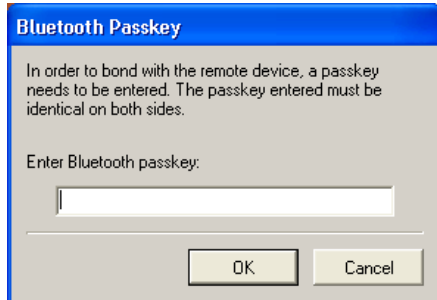 Bluetooth Passkey
In order to bond with the remote device, a passkey
needs to be entered. The passkey entered must be
identical on both sides.
Enter Bluetooth passkey:
OK Cancel